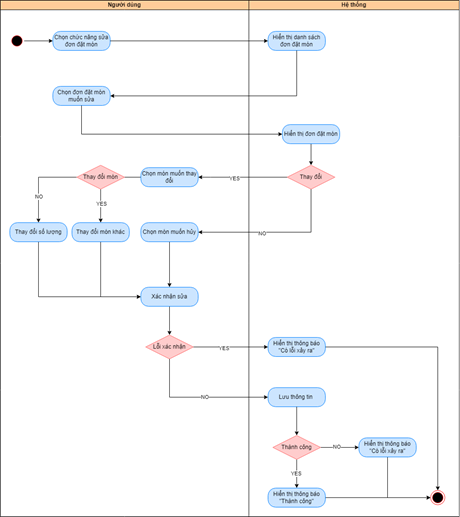 Người dùng
Hệ thống
Chọn chức năng sửa
đơn đặt món
Hiển thị danh sách
đơn đặt món
Chọn đơn đặt món
muốn sửa
Hiển thị đơn đặt món
Thay đổi
YES
Chọn món muốn thay
đổi
Thay đổi món
NO
YES
Thay đổi số lượng
Thay đổi món khác
Chọn món muốn hủy
NO
Xác nhận sửa
Lỗi xác nhận
YES
Hiển thị thông báo
"Có lỗi xảy ra"
NO
Lưu thông tin
Thành công
NO
Hiển thị thông báo
"Có lỗi xảy ra"
YES
Hiển thị thông báo
"Thành công"